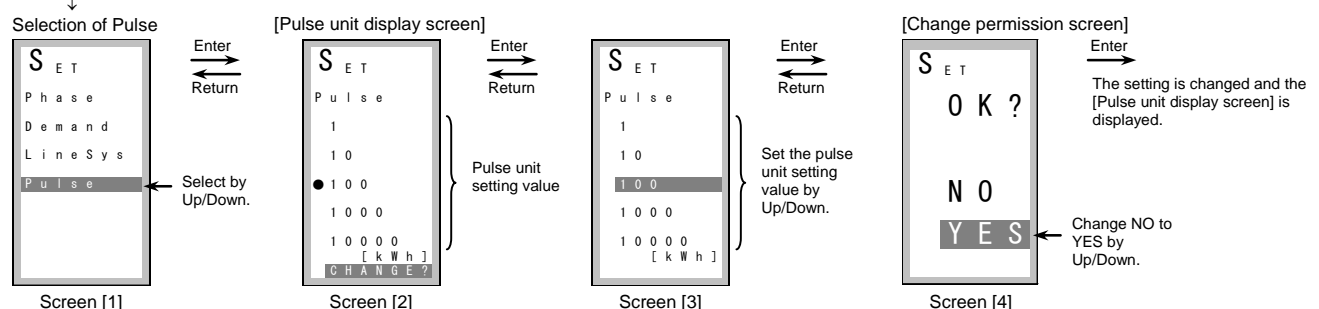 ↓
Selection of Pulse
SET
Phase
Demand
LineSys
Pulse
Select by
Up/Down.
Screen [1]
Enter
Return
[Pulse unit display screen]
SET
Pulse
1
10
●100
1000
10000
[kWh]
CHANGE?
Pulse unit
setting value
Screen [2]
Enter
Return
SET
Pulse
1
10
100
1000
10000
[kWh]
Set the pulse
unit setting
value by
Up/Down.
Screen [3]
Enter
Return
[Change permission screen]
SET
OK?
NO
YES
Change NO to
YES by
Up/Down.
Screen [4]
Enter
The setting is changed and the
[Pulse unit display screen] is
displayed.